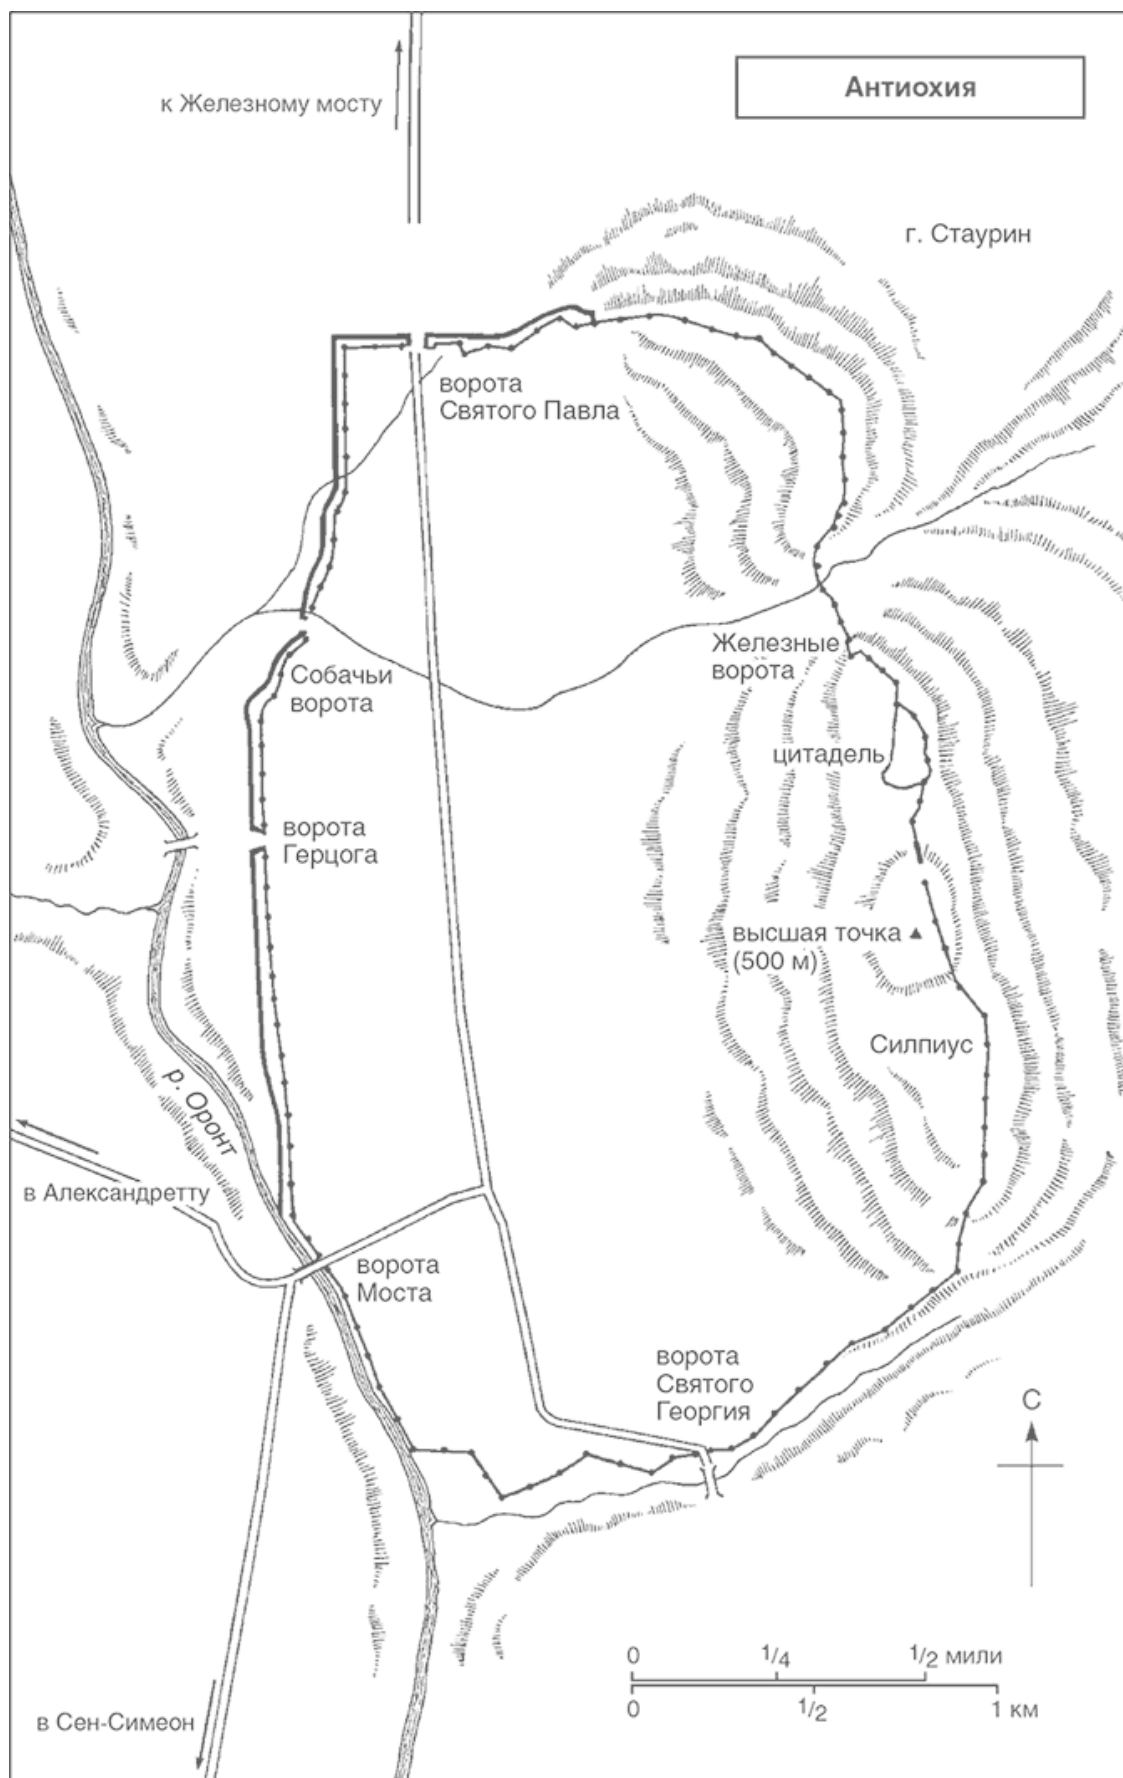 Антиохия
к Железному мосту
г. Стаурин
ворота
Святого Павла
Железные
ворота
Собачьи
ворота
цитадель
ворота
Герцога
высшая точка
(500 м)
Силпиус
р. Оронт
в Александретту
ворота
Моста
ворота
Святого
Георгия
С
0 1/4 1/2 мили
0 1/2 1 км
в Сен-Симеон